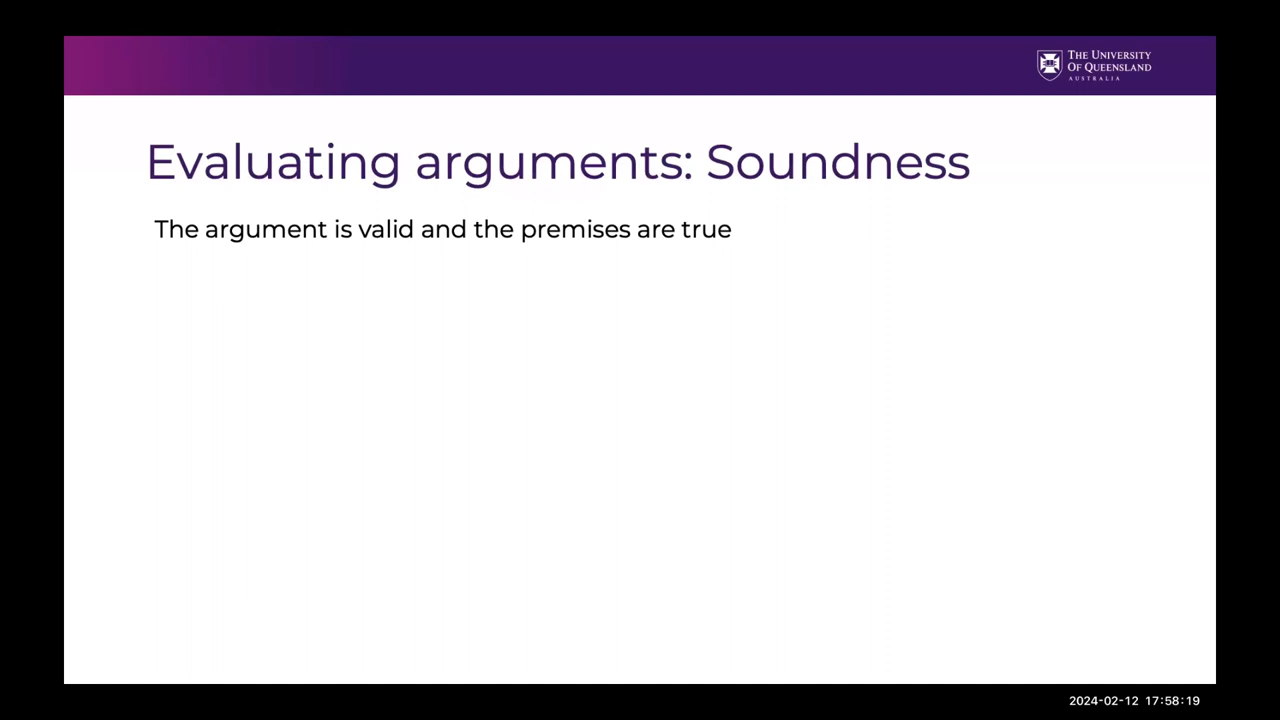 THE UNIVERSITY
OF QUEENSLAND
AUSTRALIA
Evaluating arguments: Soundness
The argument is valid and the premises are true
2024-02-12 17:58:19